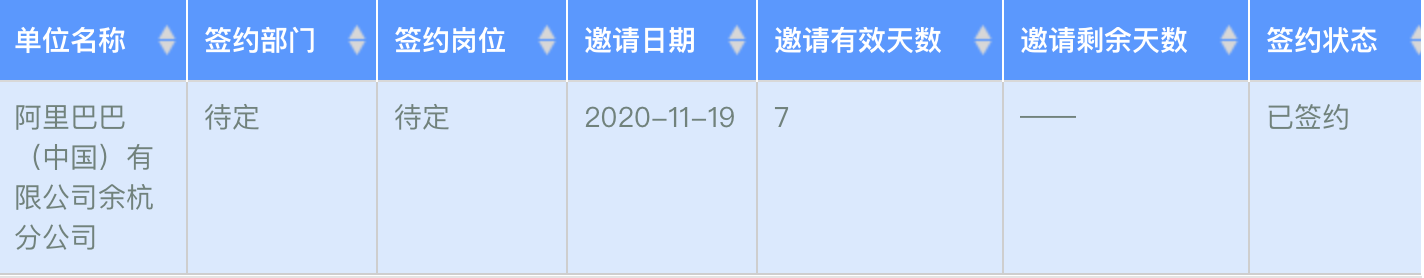 单位名称 签约部门 签约岗位 邀请日期 邀请有效天数 邀请剩余天数 签约状态
阿里巴巴 待定 待定 2020-11-19 7 —— 已签约
（中国）有
限公司余杭
分公司